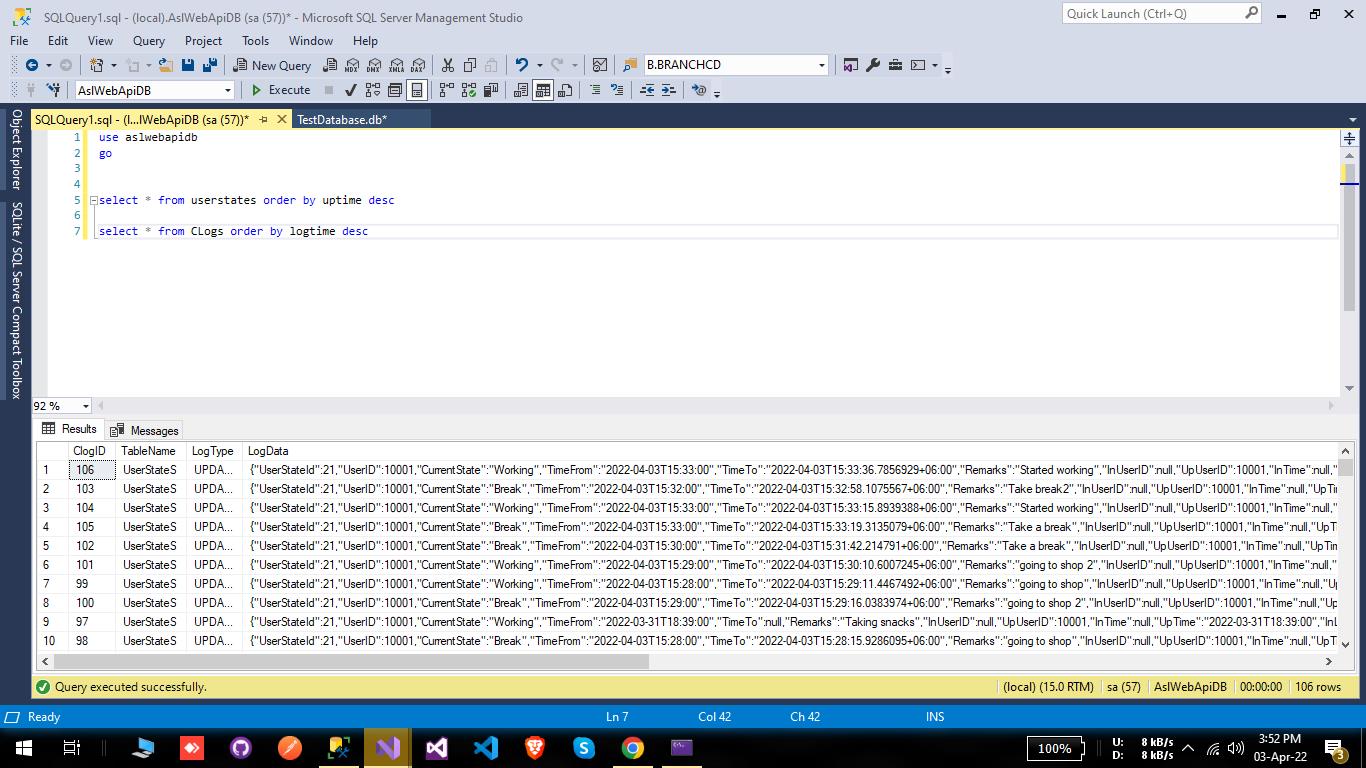 SQLQuery1.sql - (local).AslWebApiDB (sa (57))* - Microsoft SQL Server Management Studio
Quick Launch (Ctrl+Q)
File Edit View Query Project Tools Window Help
New Query MDX DMX XMLA DAX B.BRANCHCD
AslWebApiDB Execute
SQLQuery1.sql - (l...lWebApiDB (sa (57))* TestDatabase.db*
Object Explorer
SQLite / SQL Server Compact Toolbox
1 use aslwebapidb
2 go
3
4
5 select * from userstates order by uptime desc
6
7 select * from CLogs order by logtime desc
92 %
Results Messages
ClogID TableName LogType LogData
1 106 UserStateS UPDA... {"UserStateId":21,"UserID":10001,"CurrentState":"Working","TimeFrom":"2022-04-03T15:33:00","TimeTo":"2022-04-03T15:33:36.7856929+06:00","Remarks":"Started working","InUserID":null,"UpUserID":10001,"InTime":null,"
2 103 UserStateS UPDA... {"UserStateId":21,"UserID":10001,"CurrentState":"Break","TimeFrom":"2022-04-03T15:32:00","TimeTo":"2022-04-03T15:32:58.1075567+06:00","Remarks":"Take break2","InUserID":null,"UpUserID":10001,"InTime":null,"UpTi
3 104 UserStateS UPDA... {"UserStateId":21,"UserID":10001,"CurrentState":"Working","TimeFrom":"2022-04-03T15:33:00","TimeTo":"2022-04-03T15:33:15.8939388+06:00","Remarks":"Started working","InUserID":null,"UpUserID":10001,"InTime":null,"
4 105 UserStateS UPDA... {"UserStateId":21,"UserID":10001,"CurrentState":"Break","TimeFrom":"2022-04-03T15:33:00","TimeTo":"2022-04-03T15:33:19.3135079+06:00","Remarks":"Take a break","InUserID":null,"UpUserID":10001,"InTime":null,"UpT
5 102 UserStateS UPDA... {"UserStateId":21,"UserID":10001,"CurrentState":"Break","TimeFrom":"2022-04-03T15:30:00","TimeTo":"2022-04-03T15:31:42.214791+06:00","Remarks":"Take a break","InUserID":null,"UpUserID":10001,"InTime":null,"UpTin
6 101 UserStateS UPDA... {"UserStateId":21,"UserID":10001,"CurrentState":"Working","TimeFrom":"2022-04-03T15:29:00","TimeTo":"2022-04-03T15:30:10.6007245+06:00","Remarks":"going to shop 2","InUserID":null,"UpUserID":10001,"InTime":null,"
7 99 UserStateS UPDA... {"UserStateId":21,"UserID":10001,"CurrentState":"Working","TimeFrom":"2022-04-03T15:28:00","TimeTo":"2022-04-03T15:29:11.4467492+06:00","Remarks":"going to shop","InUserID":null,"UpUserID":10001,"InTime":null,"U
8 100 UserStateS UPDA... {"UserStateId":21,"UserID":10001,"CurrentState":"Break","TimeFrom":"2022-04-03T15:29:00","TimeTo":"2022-04-03T15:29:16.0383974+06:00","Remarks":"going to shop 2","InUserID":null,"UpUserID":10001,"InTime":null,"Up
9 97 UserStateS UPDA... {"UserStateId":21,"UserID":10001,"CurrentState":"Working","TimeFrom":"2022-03-31T18:39:00","TimeTo":null,"Remarks":"Taking snacks","InUserID":null,"UpUserID":10001,"InTime":null,"UpTime":"2022-03-31T18:39:00","InL
10 98 UserStateS UPDA... {"UserStateId":21,"UserID":10001,"CurrentState":"Break","TimeFrom":"2022-04-03T15:28:00","TimeTo":"2022-04-03T15:28:15.9286095+06:00","Remarks":"going to shop","InUserID":null,"UpUserID":10001,"InTime":null,"UpT
Query executed successfully. (local) (15.0 RTM) sa (57) AslWebApiDB 00:00:00 106 rows
Ready Ln 7 Col 42 Ch 42 INS
100% U: 8 kB/s 3:52 PM
D: 8 kB/s 03-Apr-22 3